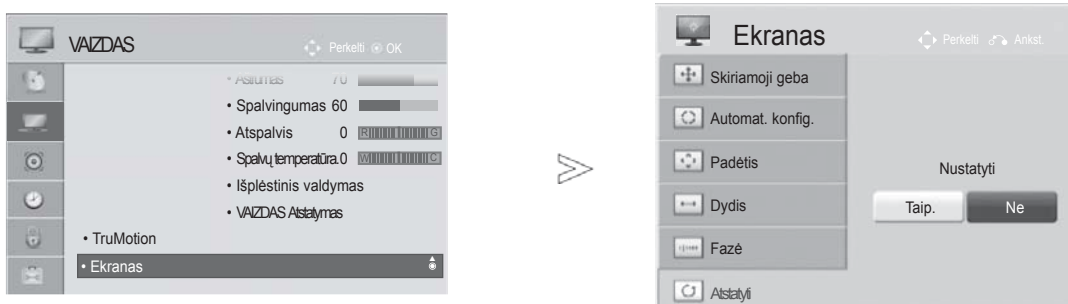 VAIZDAS
Perkelti OK
• Aštrumas 70
• Spalvingumas 60
• Atspalvis 0 R G
• Spalvų temperatūra. 0 W C
• Išplėstinis valdymas
• VAIZDAS Atstatymas
• TruMotion
• Ekranas
Ekranas
Perkelti Ankst.
Skiriamoji geba
Automat. konfig.
Padėtis
Dydis
Fazė
Atstatyti
Nustatyti
Taip. Ne